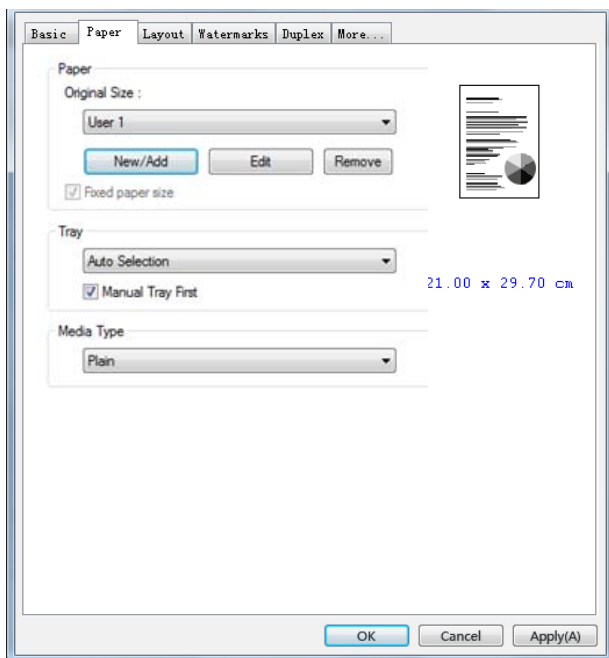 Basic Paper Layout Watermarks Duplex More...
Paper
Original Size :
User 1
New/Add Edit Remove
Fixed paper size
Tray
Auto Selection
Manual Tray First
21.00 x 29.70 cm
Media Type
Plain
OK Cancel Apply(A)